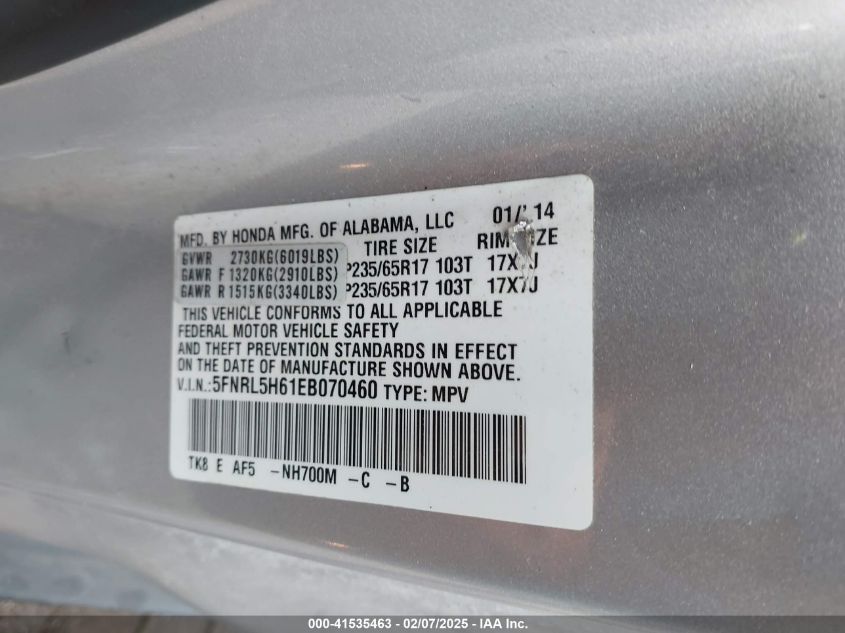 MFD. BY HONDA MFG. OF ALABAMA, LLC 01/'14
TIRE SIZE RIM SIZE
GVWR 2730KG(6019LBS)
GAWR F 1320KG(2910LBS) P235/65R17 103T 17X7J
GAWR R 1515KG(3340LBS) P235/65R17 103T 17X7J
THIS VEHICLE CONFORMS TO ALL APPLICABLE
FEDERAL MOTOR VEHICLE SAFETY
AND THEFT PREVENTION STANDARDS IN EFFECT
ON THE DATE OF MANUFACTURE SHOWN ABOVE.
V.I.N.:5FNRL5H61EB070460 TYPE: MPV
TK8 E AF5 -NH700M -C -B
000-41535463 - 02/07/2025 - IAA Inc.